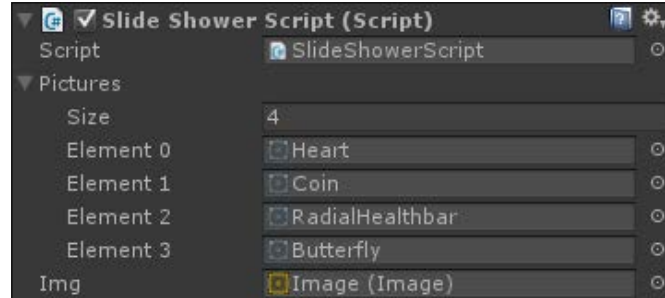 Slide Shower Script (Script)
Script SlideShowerScript
Pictures
Size 4
Element 0 Heart
Element 1 Coin
Element 2 RadialHealthbar
Element 3 Butterfly
Img Image (Image)